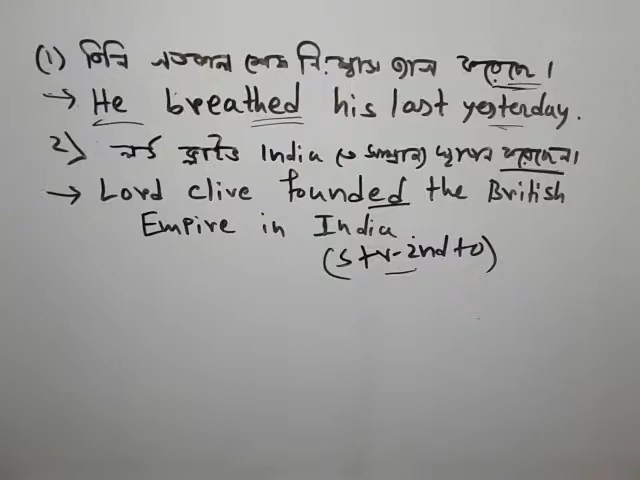 (1) তিনি গতকাল শেষ নিঃশ্বাস ত্যাগ করেছে।
→ He breathed his last yesterday.
2) লর্ড ক্লাইভ India তে সাম্রাজ্য স্থাপন করেছেন।
→ Lord clive founded the British
Empire in India
(S+v-2nd+0)